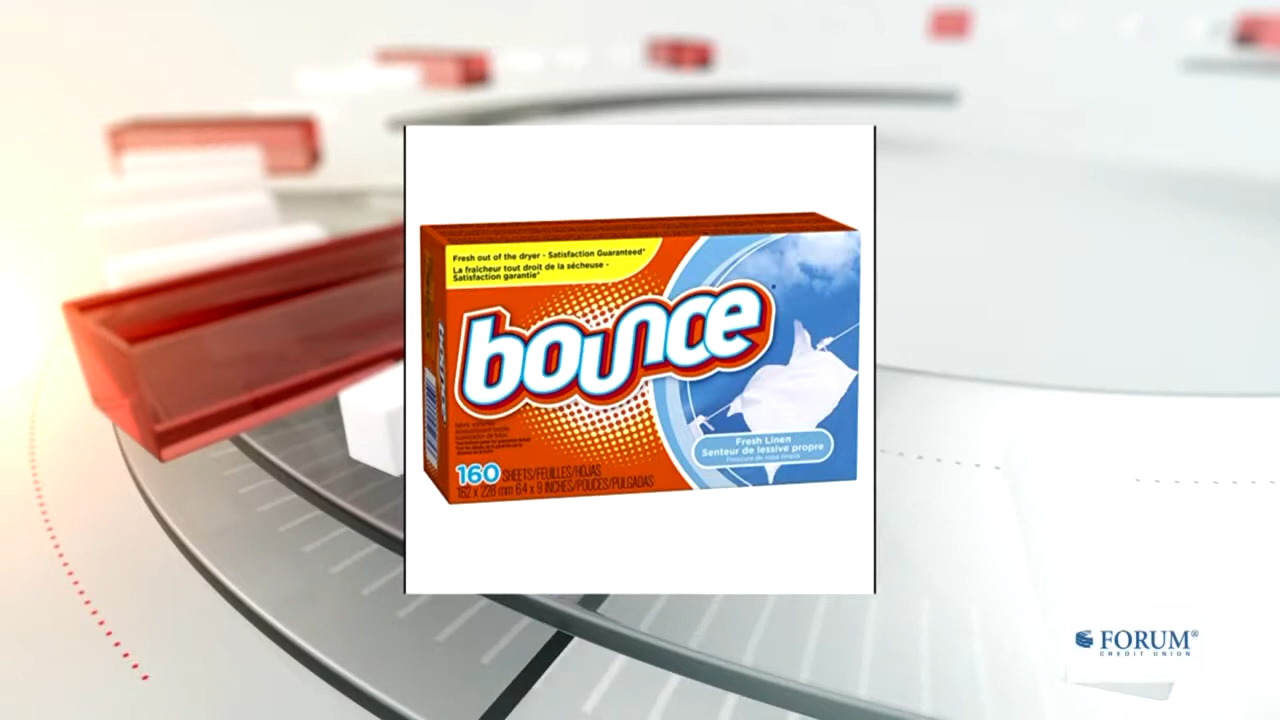 Fresh out of the dryer - Satisfaction Guaranteed*
La fraîcheur tout droit de la sécheuse -
Satisfaction garantie*
bounce
Fresh Linen
Senteur de lessive propre
160 SHEETS/FEUILLES/HOJAS
162 x 228 mm 6.4 x 9 INCHES/POUCES/PULGADAS
FORUM®
CREDIT UNION